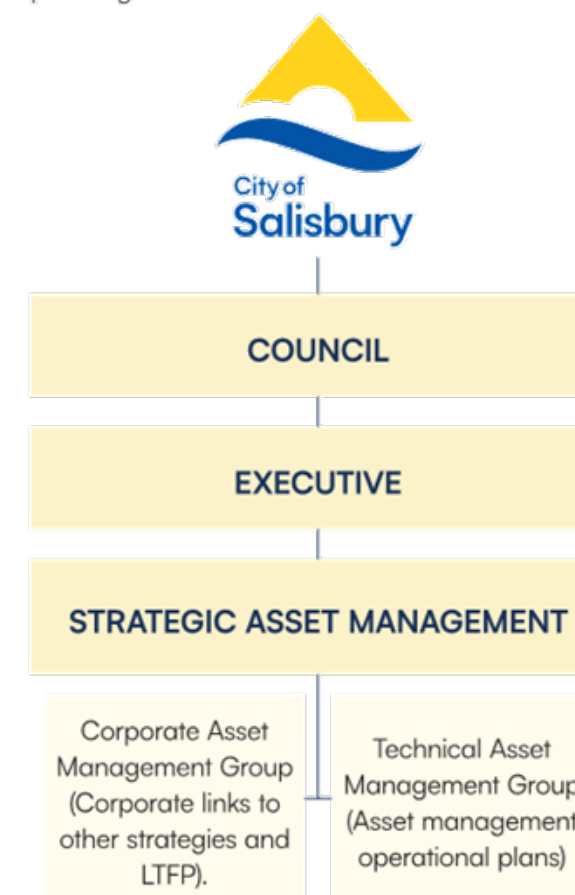 City of
Salisbury
COUNCIL
EXECUTIVE
STRATEGIC ASSET MANAGEMENT
Corporate Asset
Management Group
(Corporate links to
other strategies and
LTFP).
Technical Asset
Management Group
(Asset management
operational plans)